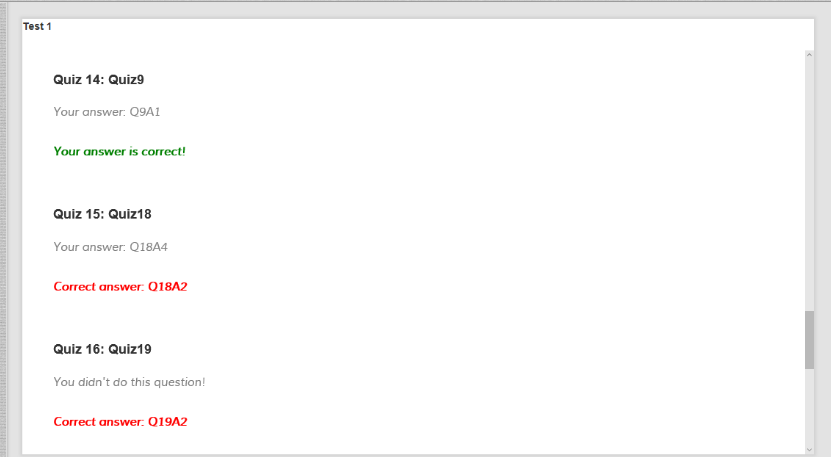 Test 1
Quiz 14: Quiz9
Your answer: Q9A1
Your answer is correct!
Quiz 15: Quiz18
Your answer: Q18A4
Correct answer: Q18A2
Quiz 16: Quiz19
You didn't do this question!
Correct answer: Q19A2